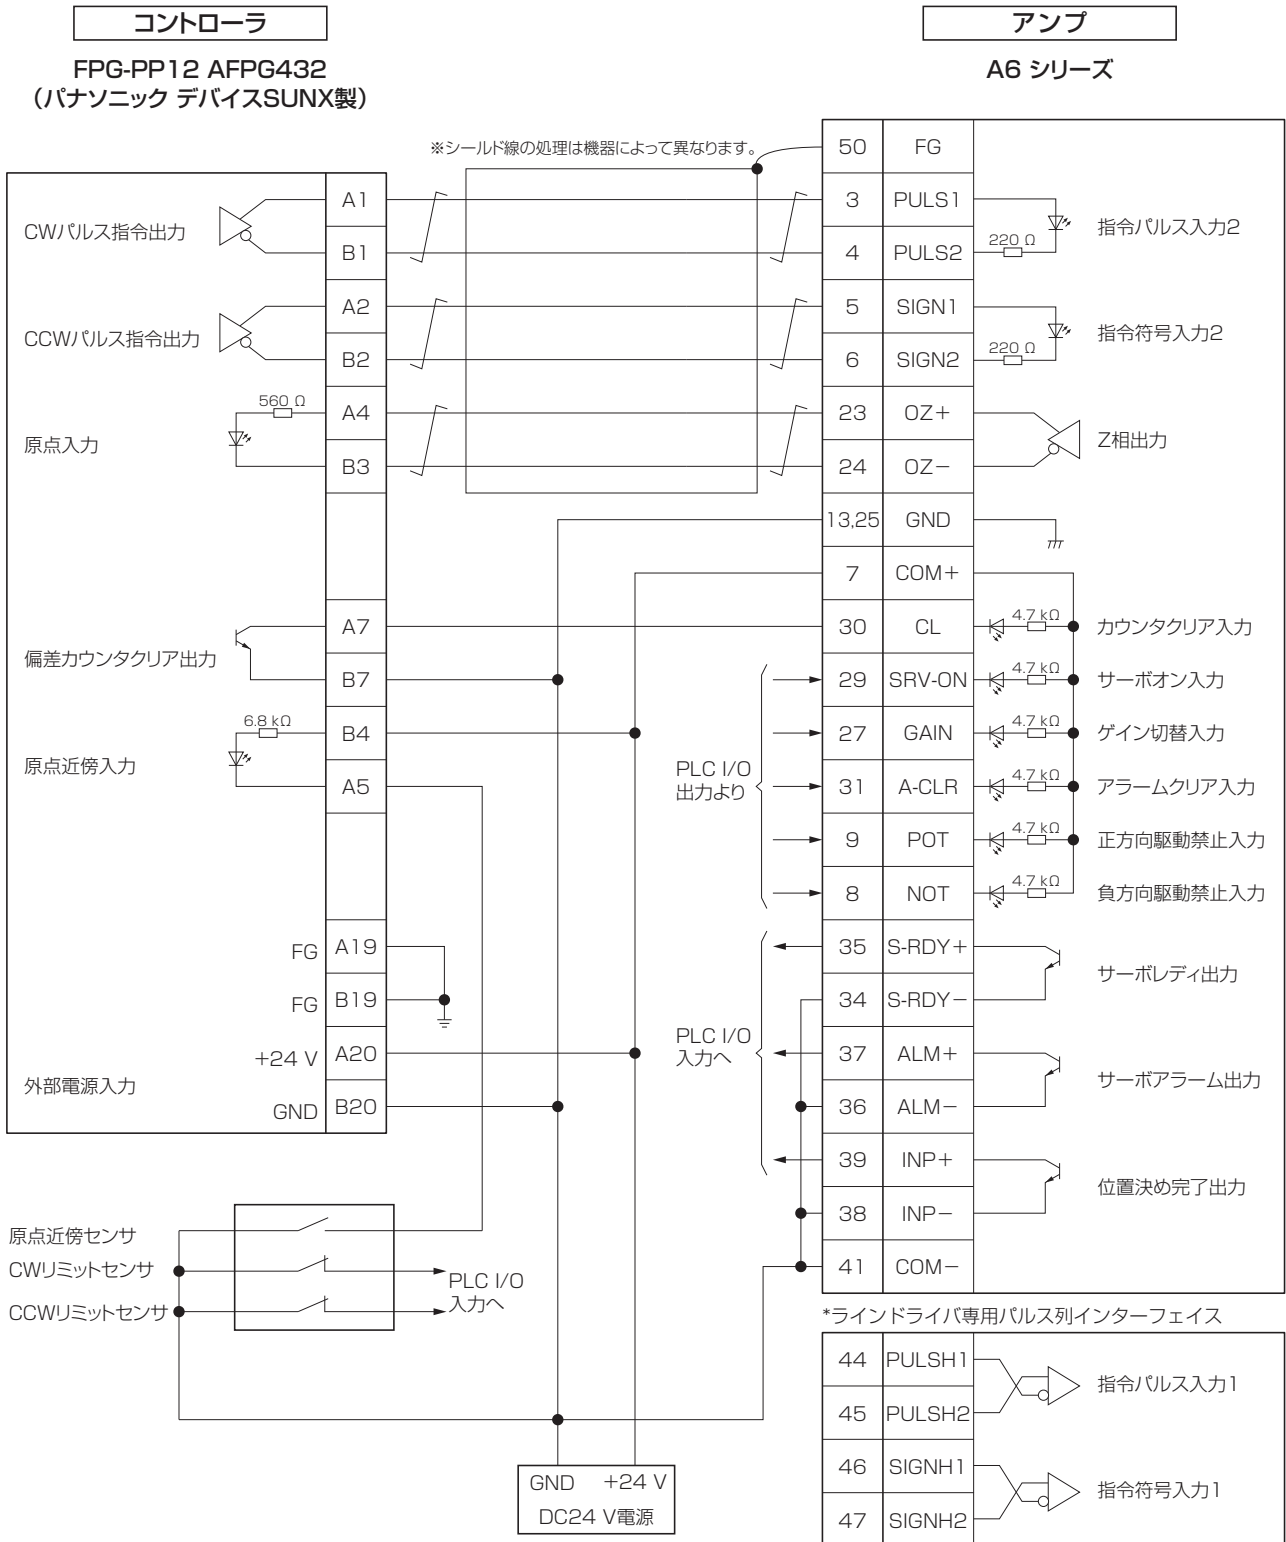 コントローラ
FPG-PP12 AFPG432
（パナソニック デバイスSUNX製）
アンプ
A6 シリーズ
※シールド線の処理は機器によって異なります。
CWパルス指令出力
A1
B1
CCWパルス指令出力
A2
B2
原点入力
560 Ω
A4
B3
偏差カウンタクリア出力
A7
B7
原点近傍入力
6.8 kΩ
B4
A5
FG A19
FG B19
外部電源入力
+24 V A20
GND B20
原点近傍センサ
CWリミットセンサ
CCWリミットセンサ
PLC I/O
入力へ
GND +24 V
DC24 V電源
PLC I/O
出力より
PLC I/O
入力へ
50 FG
3 PULS1
4 PULS2
220 Ω
指令パルス入力2
5 SIGN1
6 SIGN2
220 Ω
指令符号入力2
23 OZ+
24 OZ−
Z相出力
13,25 GND
7 COM+
30 CL 4.7 kΩ カウンタクリア入力
29 SRV-ON 4.7 kΩ サーボオン入力
27 GAIN 4.7 kΩ ゲイン切替入力
31 A-CLR 4.7 kΩ アラームクリア入力
9 POT 4.7 kΩ 正方向駆動禁止入力
8 NOT 4.7 kΩ 負方向駆動禁止入力
35 S-RDY+
34 S-RDY−
サーボレディ出力
37 ALM+
36 ALM−
サーボアラーム出力
39 INP+
38 INP−
位置決め完了出力
41 COM−
*ラインドライバ専用パルス列インターフェイス
44 PULSH1
45 PULSH2
指令パルス入力1
46 SIGNH1
47 SIGNH2
指令符号入力1